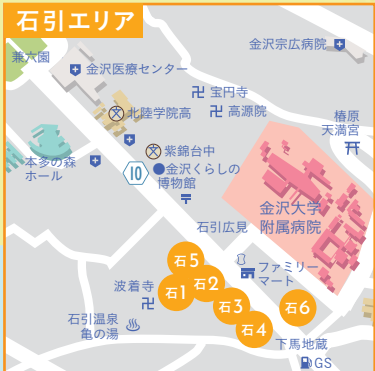 石引エリア
兼六園
金沢宗広病院
金沢医療センター
宝円寺
高源院
北陸学院高
椿原
天満宮
紫錦台中
本多の森
ホール
金沢くらしの
博物館
10
金沢大学
附属病院
石引広見
石5
ファミリー
マート
波着寺
石1
石2
石3
石6
石4
石引温泉
亀の湯
下馬地蔵
GS